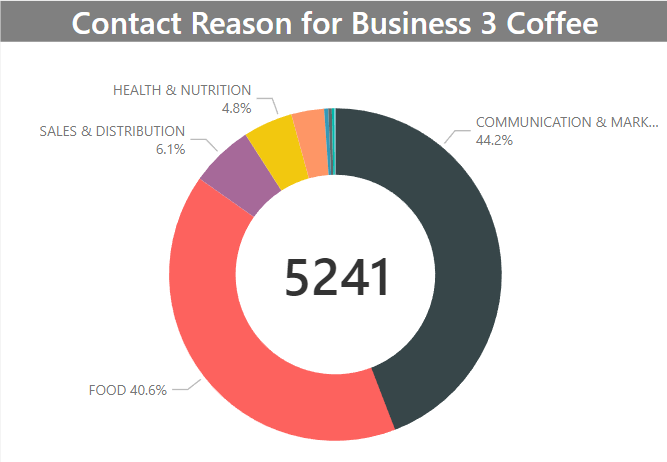 Contact Reason for Business 3 Coffee
HEALTH & NUTRITION
4.8%
SALES & DISTRIBUTION
6.1%
COMMUNICATION & MARK...
44.2%
5241
FOOD 40.6%